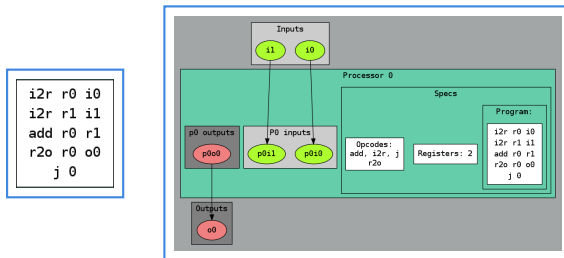 i2r r0 i0
i2r r1 i1
add r0 r1
r2o r0 o0
j 0
Inputs
i1
i0
Processor 0
Specs
p0 outputs
p0o0
P0 inputs
p0i1
p0i0
Opcodes:
add, i2r, j
r2o
Registers: 2
Program:
i2r r0 i0
i2r r1 i1
add r0 r1
r2o r0 o0
j 0
Outputs
o0